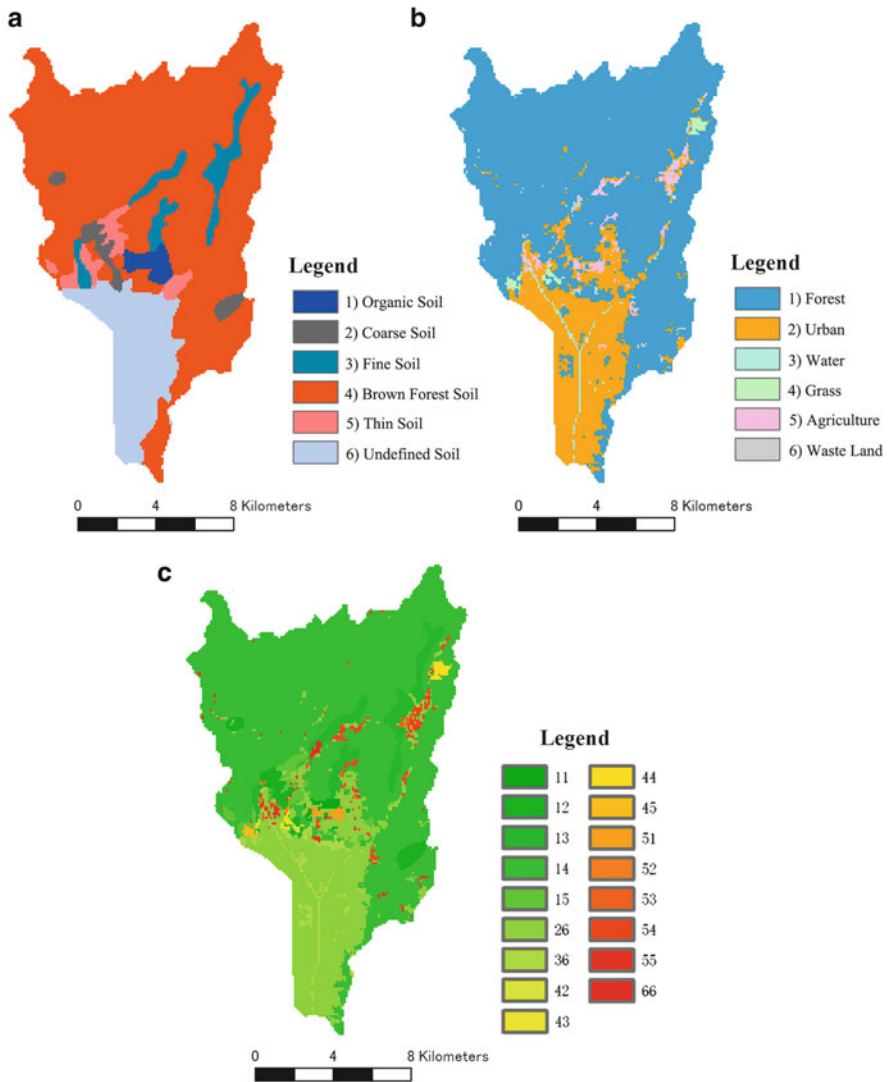 a
b
Legend
1) Organic Soil
2) Coarse Soil
3) Fine Soil
4) Brown Forest Soil
5) Thin Soil
6) Undefined Soil
0 4 8 Kilometers
Legend
1) Forest
2) Urban
3) Water
4) Grass
5) Agriculture
6) Waste Land
0 4 8 Kilometers
c
Legend
11
12
13
14
15
26
36
42
43
44
45
51
52
53
54
55
66
0 4 8 Kilometers